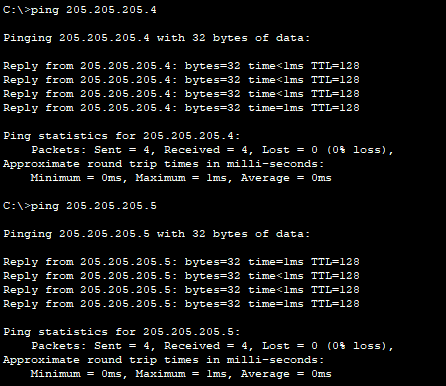 C:\>ping 205.205.205.4
Pinging 205.205.205.4 with 32 bytes of data:
Reply from 205.205.205.4: bytes=32 time<1ms TTL=128
Reply from 205.205.205.4: bytes=32 time<1ms TTL=128
Reply from 205.205.205.4: bytes=32 time<1ms TTL=128
Reply from 205.205.205.4: bytes=32 time=1ms TTL=128
Ping statistics for 205.205.205.4:
Packets: Sent = 4, Received = 4, Lost = 0 (0% loss),
Approximate round trip times in milli-seconds:
Minimum = 0ms, Maximum = 1ms, Average = 0ms
C:\>ping 205.205.205.5
Pinging 205.205.205.5 with 32 bytes of data:
Reply from 205.205.205.5: bytes=32 time=1ms TTL=128
Reply from 205.205.205.5: bytes=32 time<1ms TTL=128
Reply from 205.205.205.5: bytes=32 time=1ms TTL=128
Reply from 205.205.205.5: bytes=32 time=1ms TTL=128
Ping statistics for 205.205.205.5:
Packets: Sent = 4, Received = 4, Lost = 0 (0% loss),
Approximate round trip times in milli-seconds:
Minimum = 0ms, Maximum = 1ms, Average = 0ms